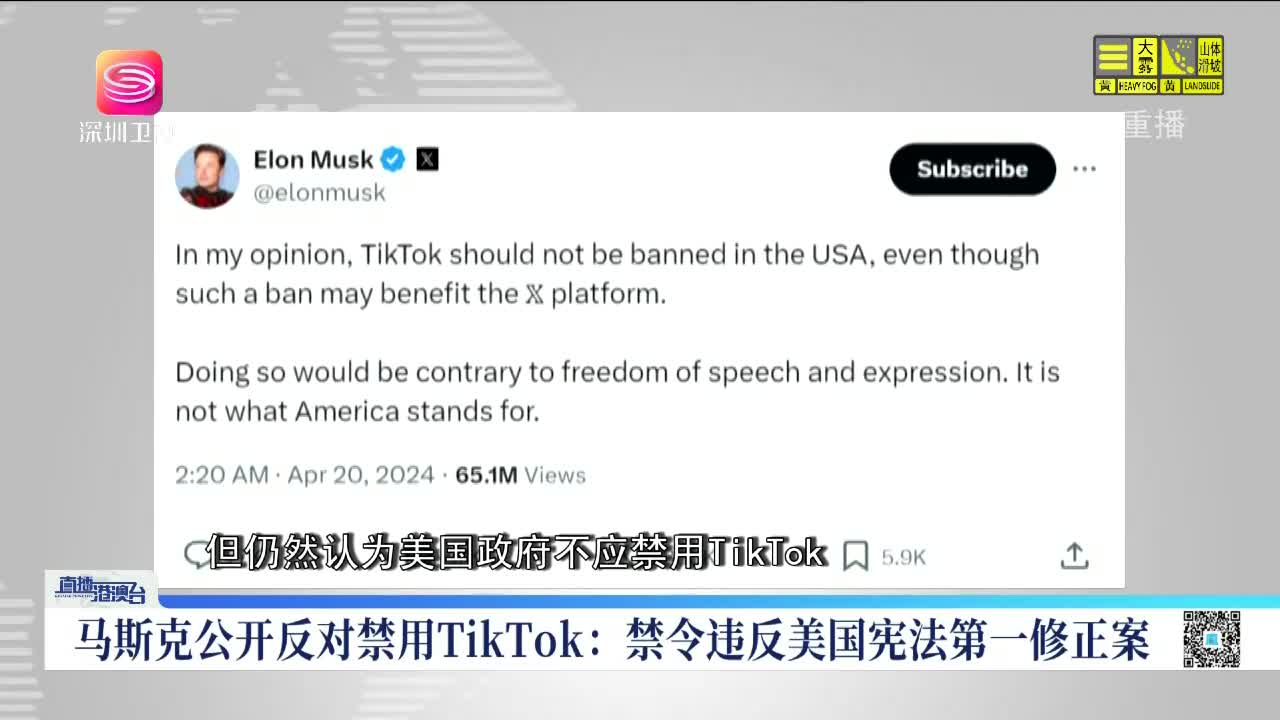 大雾
山体滑坡
黄 HEAVY FOG 黄 LANDSLIDE
深圳卫
重播
Elon Musk
@elonmusk
Subscribe
In my opinion, TikTok should not be banned in the USA, even though
such a ban may benefit the 𝕏 platform.
Doing so would be contrary to freedom of speech and expression. It is
not what America stands for.
2:20 AM · Apr 20, 2024 · 65.1M Views
但仍然认为美国政府不应禁用TikTok
5.9K
直播港澳台
马斯克公开反对禁用TikTok：禁令违反美国宪法第一修正案